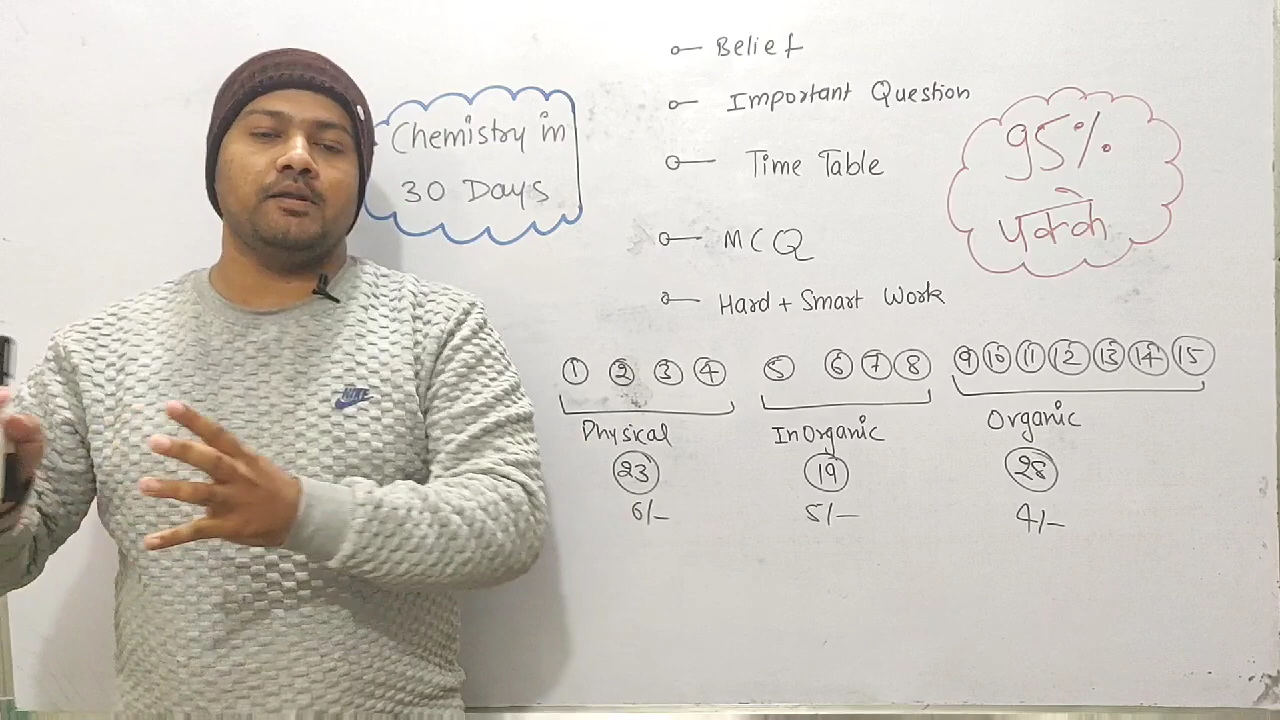 Belief
Important Question
Time Table
MCQ
Hard + Smart Work
Chemistry in
30 Days
95%
पक्के
1 2 3 4
Physical
23
6/-
5 6 7 8
InOrganic
19
5/-
9 10 11 12 13 14 15
Organic
28
4/-
NIKE